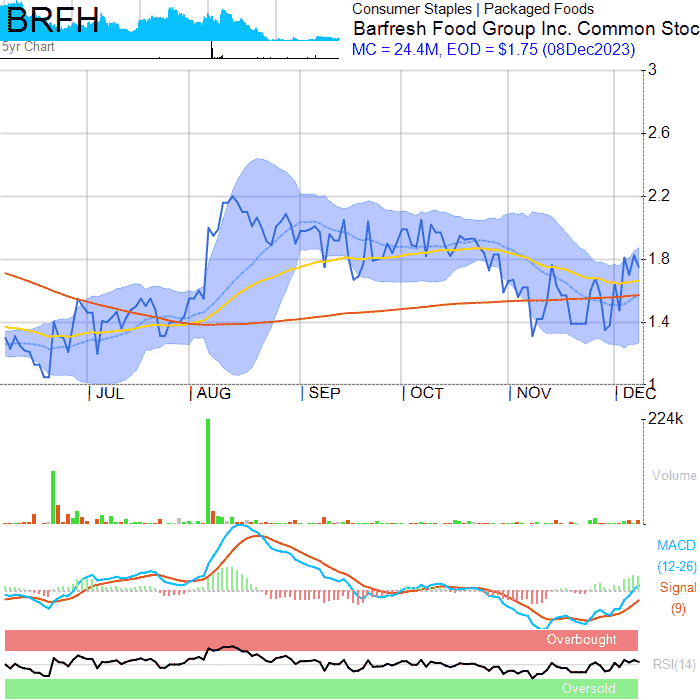 BRFH
5yr Chart
Consumer Staples | Packaged Foods
Barfresh Food Group Inc. Common Stoc
MC = 24.4M, EOD = $1.75 (08Dec2023)
3
2.6
2.2
1.8
1.4
1
JUL AUG SEP OCT NOV DEC
224k
Volume
MACD
(12-26)
Signal
(9)
Overbought
RSI(14)
Oversold